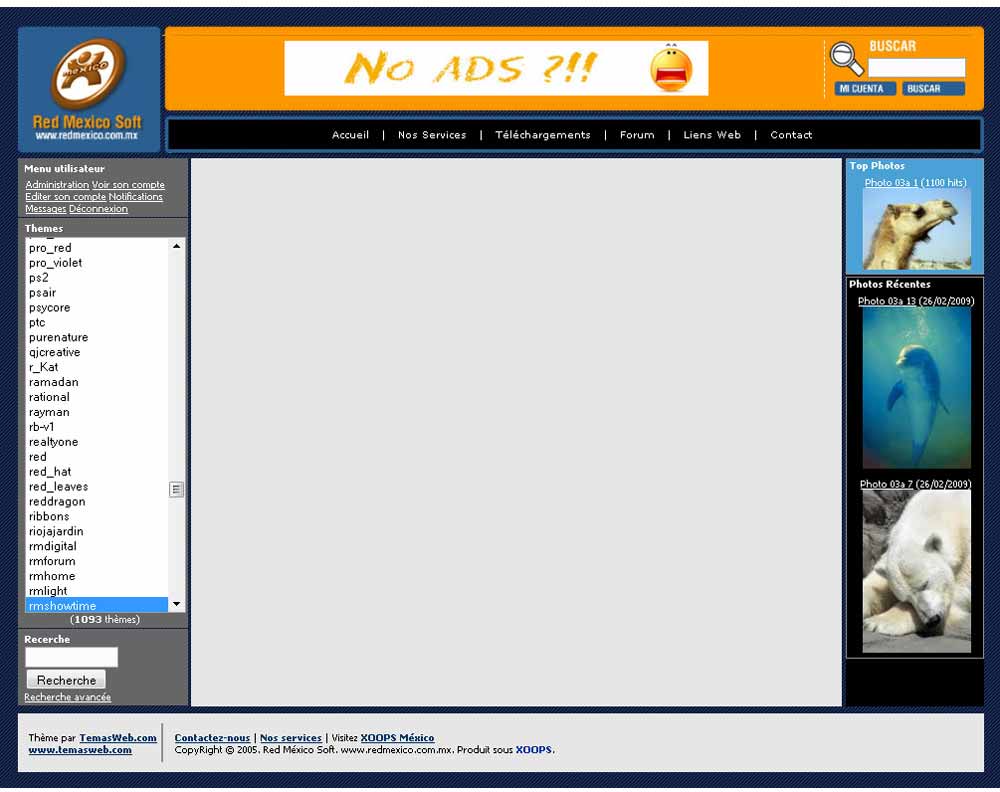 MEXICO
Red Mexico Soft
www.redmexico.com.mx
No ADS ?!!
BUSCAR
MI CUENTA BUSCAR
Accueil | Nos Services | Téléchargements | Forum | Liens Web | Contact
Menu utilisateur
Administration Voir son compte
Editer son compte Notifications
Messages Déconnexion
Themes
pro_red
pro_violet
ps2
psair
psycore
ptc
purenature
qjcreative
r_Kat
ramadan
rational
rayman
rb-v1
realtyone
red
red_hat
red_leaves
reddragon
ribbons
riojajardin
rmdigital
rmforum
rmhome
rmlight
rmshowtime
(1093 thèmes)
Recerche
Recherche
Recherche avancée
Top Photos
Photo 03a 1 (1100 hits)
Photos Récentes
Photo 03a 13 (26/02/2009)
Photo 03a 7 (26/02/2009)
Thème par TemasWeb.com
www.temasweb.com
Contactez-nous | Nos services | Visitez XOOPS México
CopyRight © 2005. Red México Soft. www.redmexico.com.mx. Produit sous XOOPS.